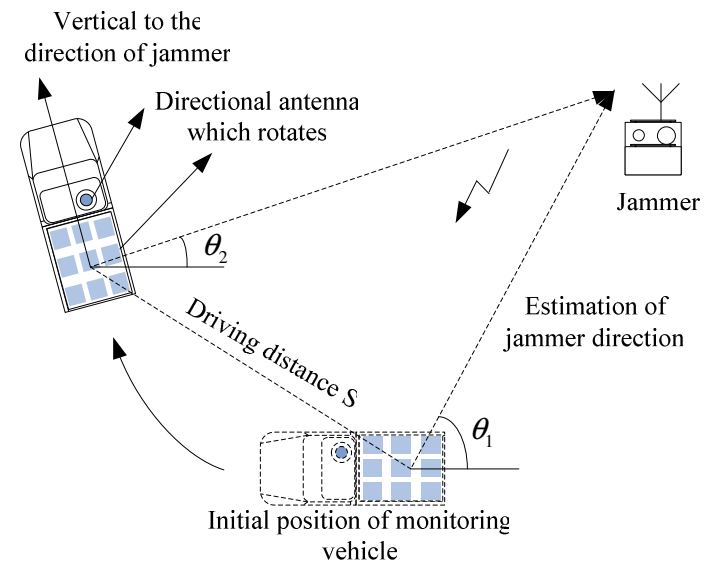 Vertical to the
direction of jammer
Directional antenna
which rotates
Jammer
θ2
Estimation of
jammer direction
Driving distance S
θ1
Initial position of monitoring
vehicle